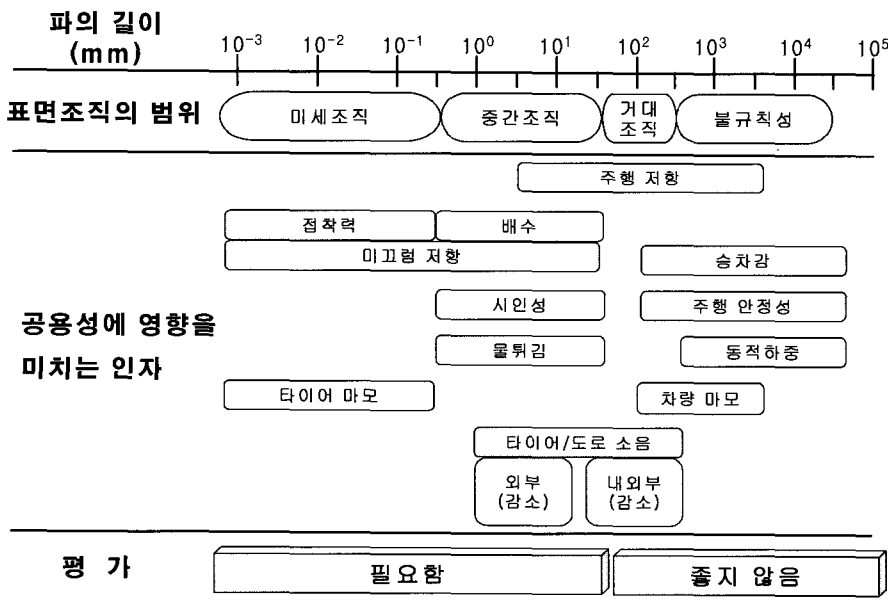 파의 길이
(mm)
10⁻³ 10⁻² 10⁻¹ 10⁰ 10¹ 10² 10³ 10⁴ 10⁵
표면조직의 범위
미세조직
중간조직
거대
조직
불규칙성
주행 저항
접착력
배수
미끄럼 저항
승차감
공용성에 영향을
미치는 인자
시인성
주행 안정성
물튀김
동적하중
타이어 마모
차량 마모
타이어/도로 소음
외부
(감소)
내외부
(감소)
평 가
필요함
좋지 않음